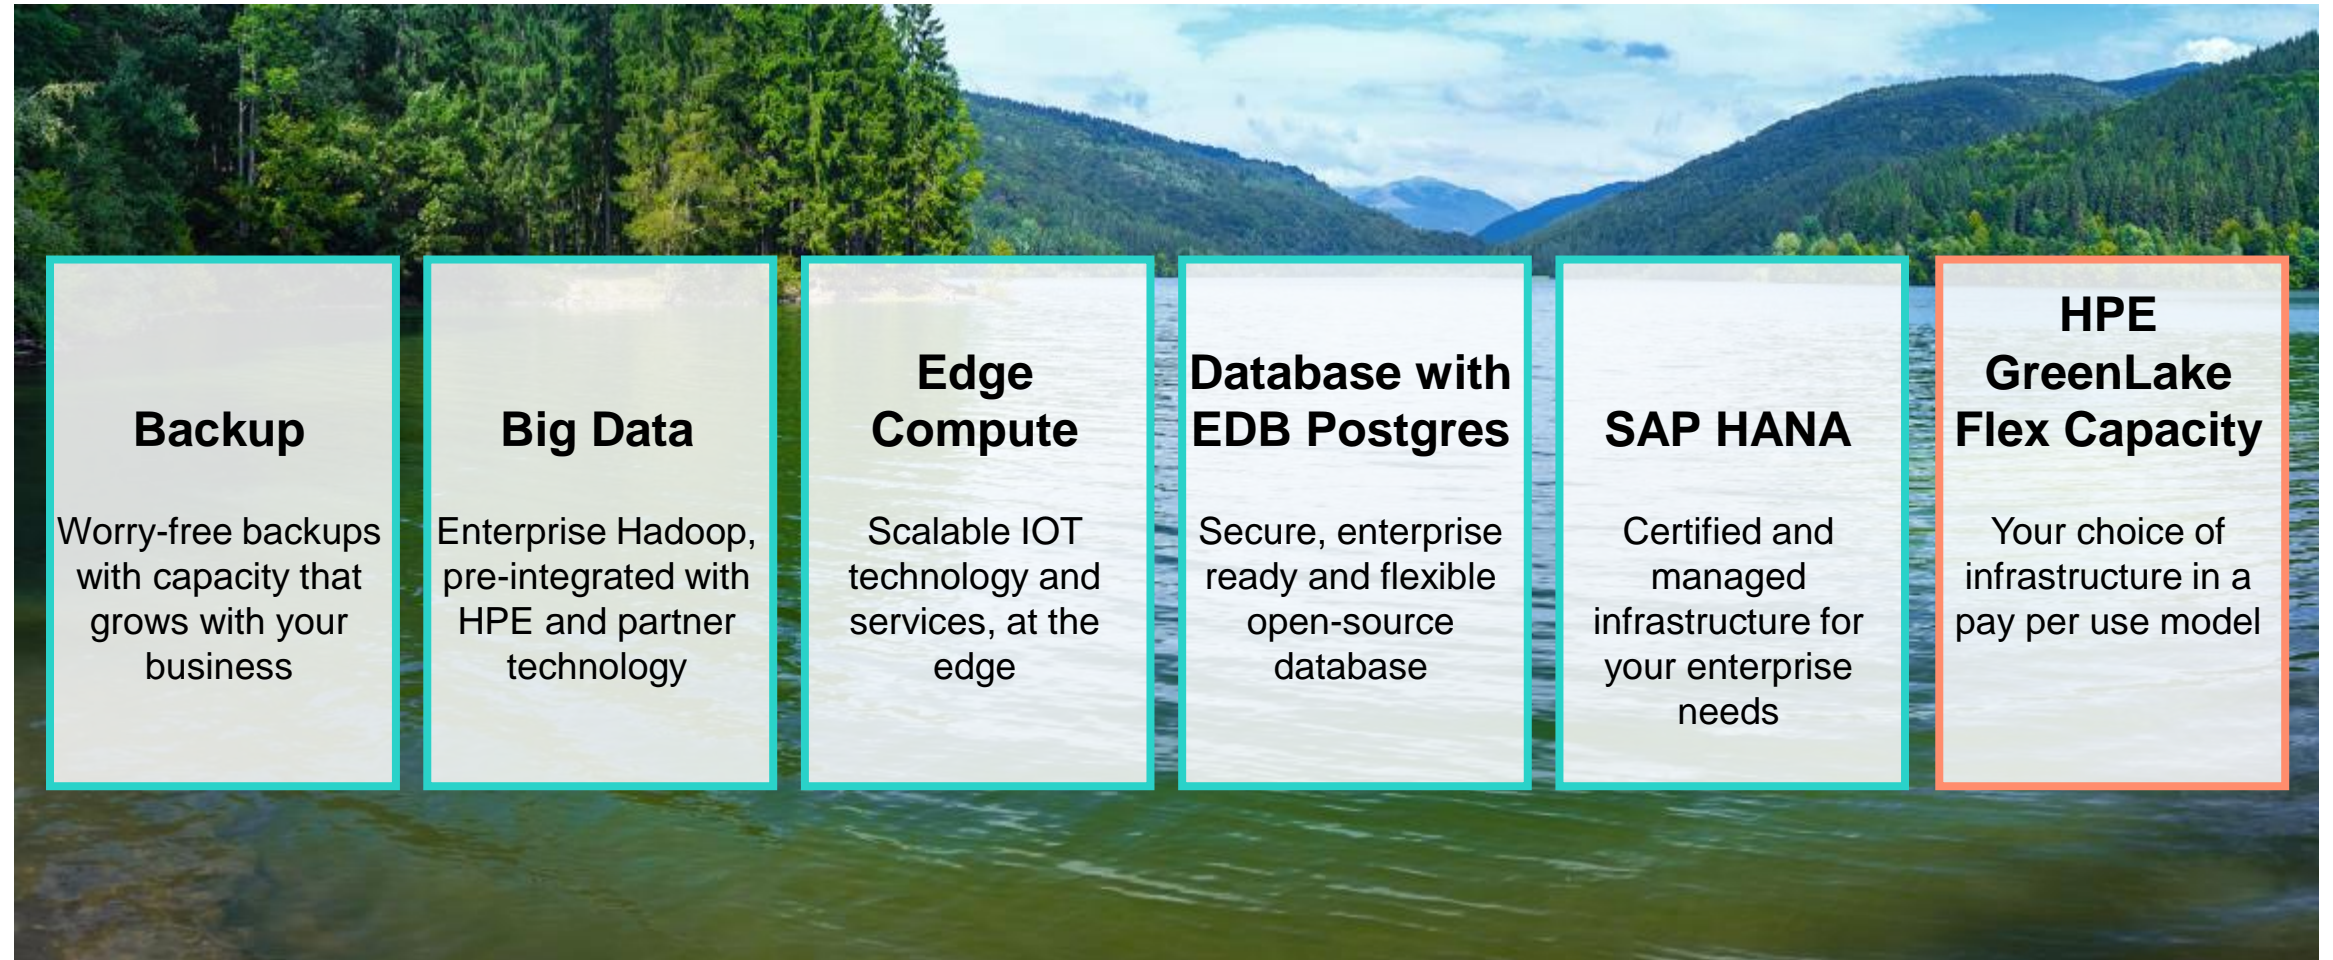 Backup
Worry-free backups
with capacity that
grows with your
business
Big Data
Enterprise Hadoop,
pre-integrated with
HPE and partner
technology
Edge
Compute
Scalable IOT
technology and
services, at the
edge
Database with
EDB Postgres
Secure, enterprise
ready and flexible
open-source
database
SAP HANA
Certified and
managed
infrastructure for
your enterprise
needs
HPE
GreenLake
Flex Capacity
Your choice of
infrastructure in a
pay per use model